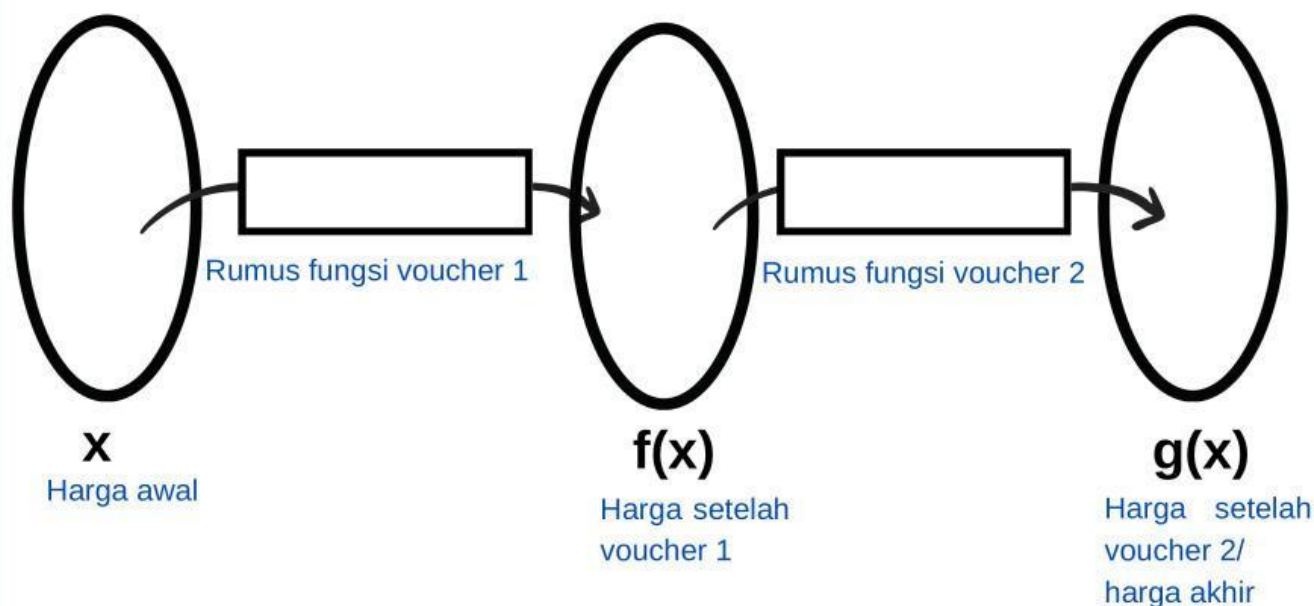 Rumus fungsi voucher 1
Rumus fungsi voucher 2
x
Harga awal
f(x)
Harga setelah
voucher 1
g(x)
Harga setelah
voucher 2/
harga akhir